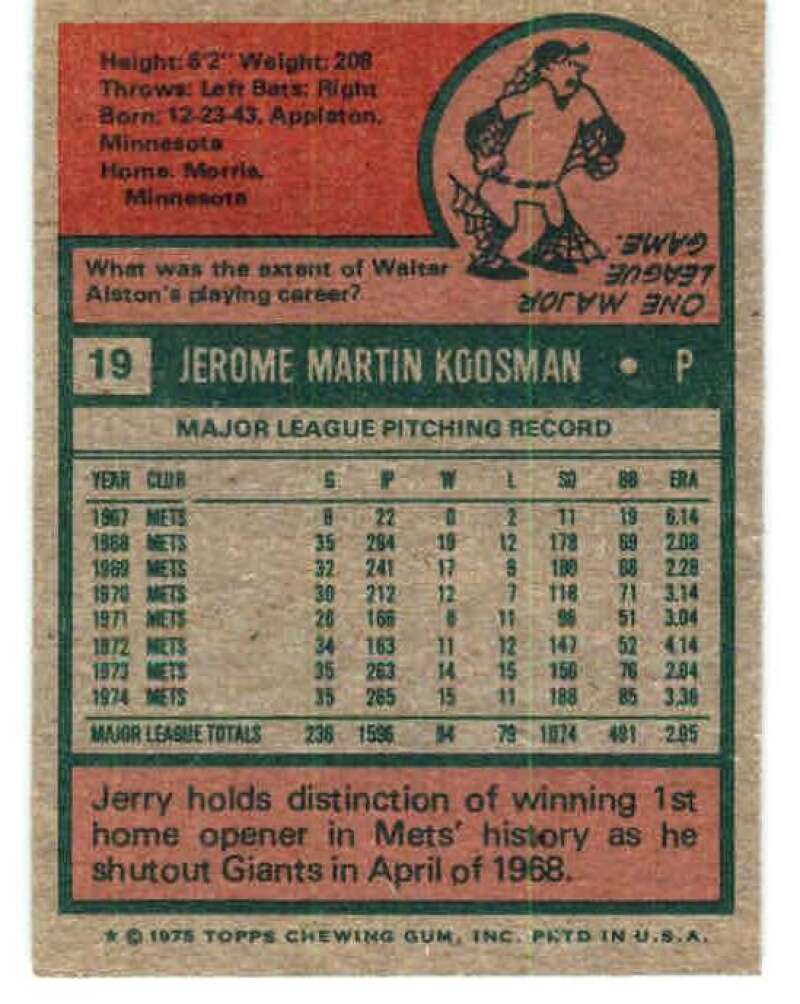 Height: 6'2" Weight: 208
Throws: Left Bats: Right
Born: 12-23-43, Appleton,
Minnesota
Home: Morris,
Minnesota
What was the extent of Walter
Alston's playing career?
ONE MAJOR
LEAGUE
GAME.
19 JEROME MARTIN KOOSMAN • P
MAJOR LEAGUE PITCHING RECORD
YEAR CLUB G IP W L SO BB ERA
1967 METS 9 22 0 2 11 19 6.14
1968 METS 35 264 19 12 178 69 2.08
1969 METS 32 241 17 9 180 68 2.28
1970 METS 30 212 12 7 118 71 3.14
1971 METS 26 166 6 11 96 51 3.04
1972 METS 34 163 11 12 147 52 4.14
1973 METS 35 263 14 15 156 76 2.84
1974 METS 35 265 15 11 188 85 3.36
MAJOR LEAGUE TOTALS 236 1596 94 79 1074 491 2.95
Jerry holds distinction of winning 1st
home opener in Mets' history as he
shutout Giants in April of 1968.
* © 1975 TOPPS CHEWING GUM, INC. PRTD IN U.S.A.